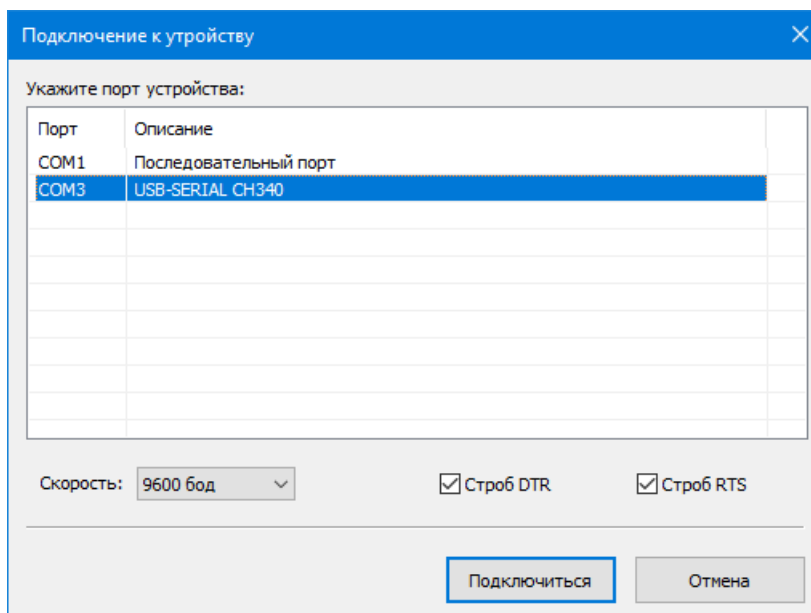 Подключение к утройству
Укажите порт устройства:
Порт Описание
COM1 Последовательный порт
COM3 USB-SERIAL CH340
Скорость: 9600 бод Строб DTR Строб RTS
Подключиться Отмена